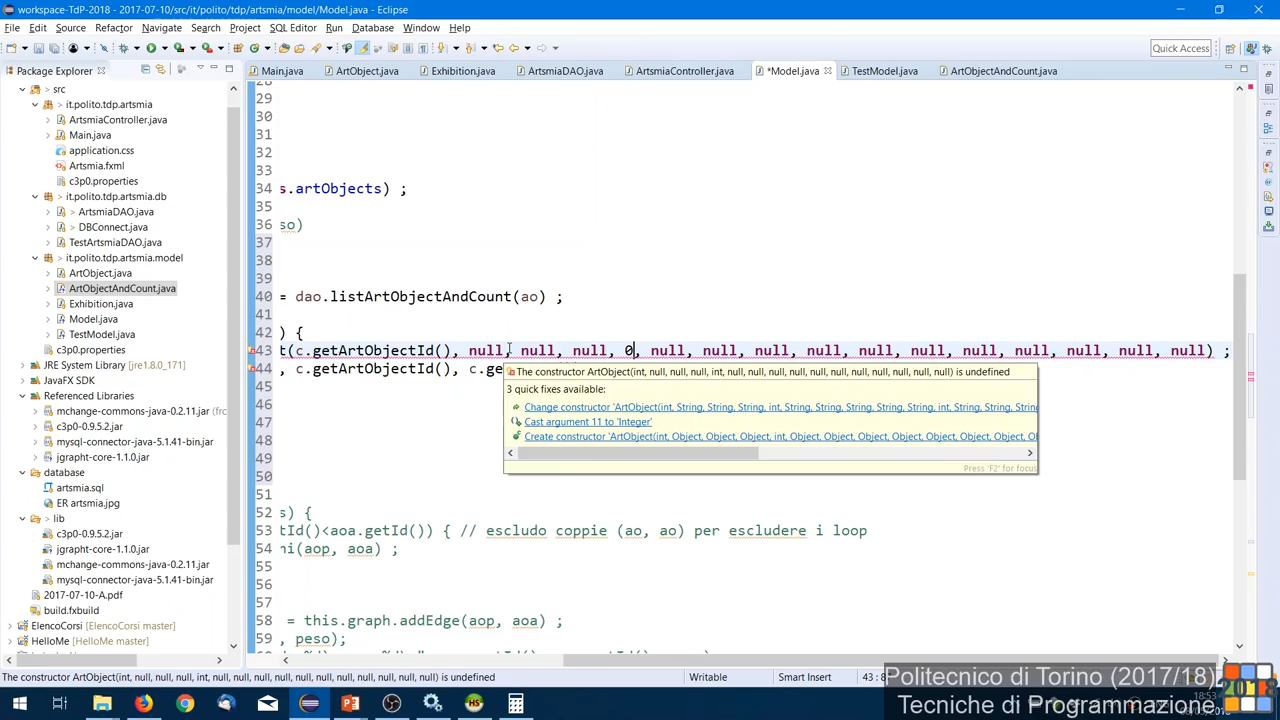 workspace-TdP-2018 - 2017-07-10/src/it/polito/tdp/artsmia/model/Model.java - Eclipse
File Edit Source Refactor Navigate Search Project SQL Editor Run Database Window Help
Quick Access
Package Explorer
Main.java
ArtObject.java
Exhibition.java
ArtsmiaDAO.java
ArtsmiaController.java
*Model.java
TestModel.java
ArtObjectAndCount.java
src
it.polito.tdp.artsmia
ArtsmiaController.java
Main.java
application.css
Artsmia.fxml
c3p0.properties
it.polito.tdp.artsmia.db
> ArtsmiaDAO.java
> DBConnect.java
TestArtsmiaDAO.java
it.polito.tdp.artsmia.model
ArtObject.java
ArtObjectAndCount.java
Exhibition.java
Model.java
TestModel.java
c3p0.properties
JRE System Library [jre1.8.0_171]
JavaFX SDK
Referenced Libraries
mchange-commons-java-0.2.11.jar (frc
c3p0-0.9.5.2.jar
mysql-connector-java-5.1.41-bin.jar
jgrapht-core-1.1.0.jar
database
artsmia.sql
ER artsmia.jpg
lib
c3p0-0.9.5.2.jar
jgrapht-core-1.1.0.jar
mchange-commons-java-0.2.11.jar
mysql-connector-java-5.1.41-bin.jar
2017-07-10-A.pdf
build.fxbuild
ElencoCorsi [ElencoCorsi master]
HelloMe [HelloMe master]
29
30
31
32
33
34 s.artObjects) ;
35
36 so)
37
38
39
40 = dao.listArtObjectAndCount(ao) ;
41
42 ) {
43 t(c.getArtObjectId(), null, null, null, 0, null, null, null, null, null, null, null, null, null, null, null) ;
44 , c.getArtObjectId(), c.ge
45
46
47
48
49
50
51
52 s) {
53 tId()<aoa.getId()) { // escludo coppie (ao, ao) per escludere i loop
54 ni(aop, aoa) ;
55
56
57
58 = this.graph.addEdge(aop, aoa) ;
59 , peso);
The constructor ArtObject(int, null, null, null, int, null, null, null, null, null, null, null, null, null, null, null) is undefined
3 quick fixes available:
Change constructor 'ArtObject(int, String, String, String, int, String, String, String, String, String, int, String, String, String
Cast argument 11 to 'Integer'
Create constructor 'ArtObject(int, Object, Object, Object, int, Object, Object, Object, Object, Object, Ol
Press 'F2' for focus
The constructor ArtObject(int, null, null, null, int, null, null, null, null, null, null, null, null, null, null, null) is undefined
Writable
Smart Insert
43 : 8
Politecnico di Torino (2017/18)
Tecniche di Programmazione
2018
18:53